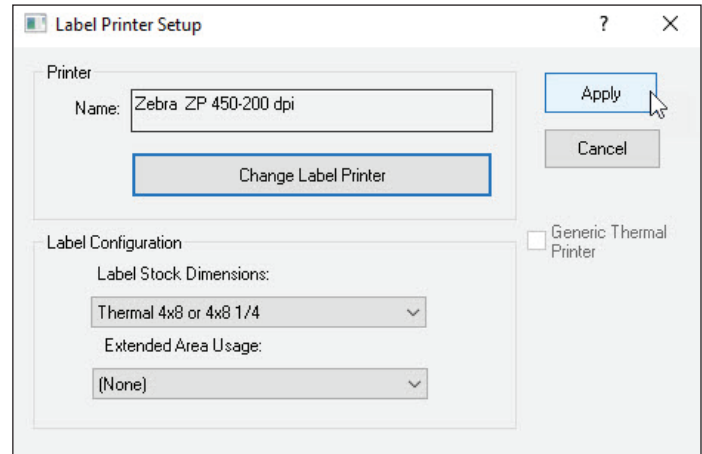 Label Printer Setup
?
Printer
Name: Zebra ZP 450-200 dpi
Change Label Printer
Apply
Cancel
Generic Thermal
Printer
Label Configuration
Label Stock Dimensions:
Thermal 4x8 or 4x8 1/4
Extended Area Usage:
(None)